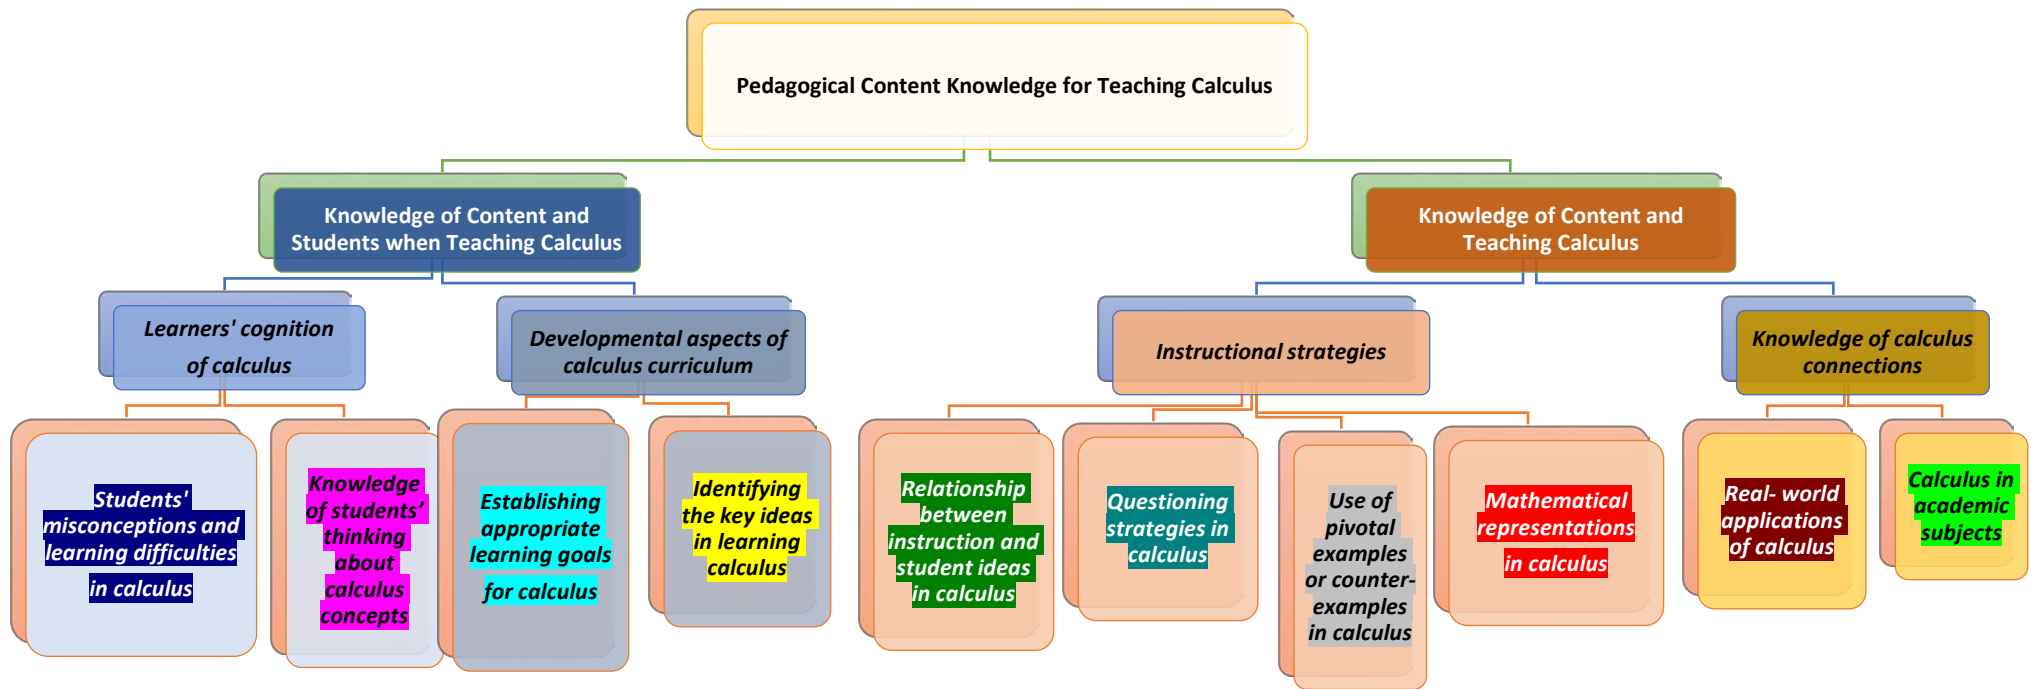 Pedagogical Content Knowledge for Teaching Calculus
Knowledge of Content and
Students when Teaching Calculus
Knowledge of Content and
Teaching Calculus
Learners' cognition
of calculus
Developmental aspects of
calculus curriculum
Instructional strategies
Knowledge of calculus
connections
Students'
misconceptions and
learning difficulties
in calculus
Knowledge
of students’
thinking
about
calculus
concepts
Establishing
appropriate
learning goals
for calculus
Identifying
the key ideas
in learning
calculus
Relationship
between
instruction and
student ideas
in calculus
Questioning
strategies in
calculus
Use of
pivotal
examples
or counter-
examples
in calculus
Mathematical
representations
in calculus
Real- world
applications
of calculus
Calculus in
academic
subjects